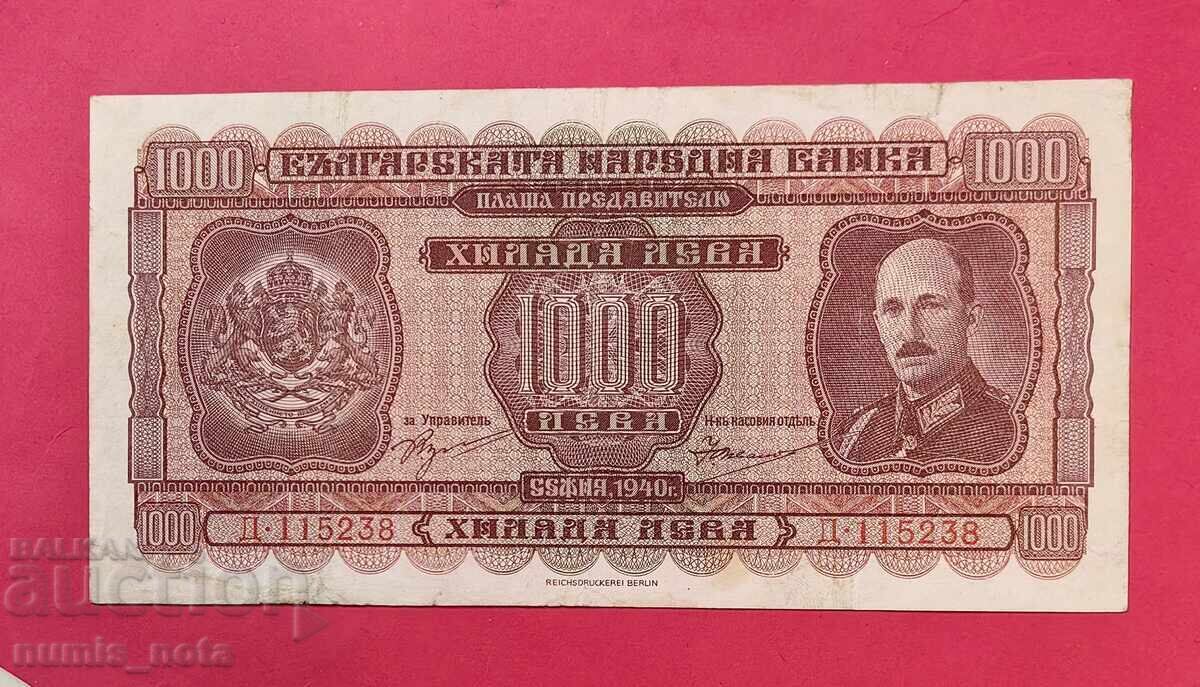 1000 БЪЛГАРСКАТА НАРОДНА БАНКА 1000
ПЛАЩА ПРЕДЯВИТЕЛЮ
ХИЛЯДА ЛЕВА
1000
ЛЕВА
за. Управитель
Н-къ касовия отдѣлъ
СОФИЯ, 1940 г.
1000 Д·115238 ХИЛЯДА ЛЕВА Д·115238 1000
REICHSDRUCKEREI BERLIN
BALKAN
auction
numis_nota